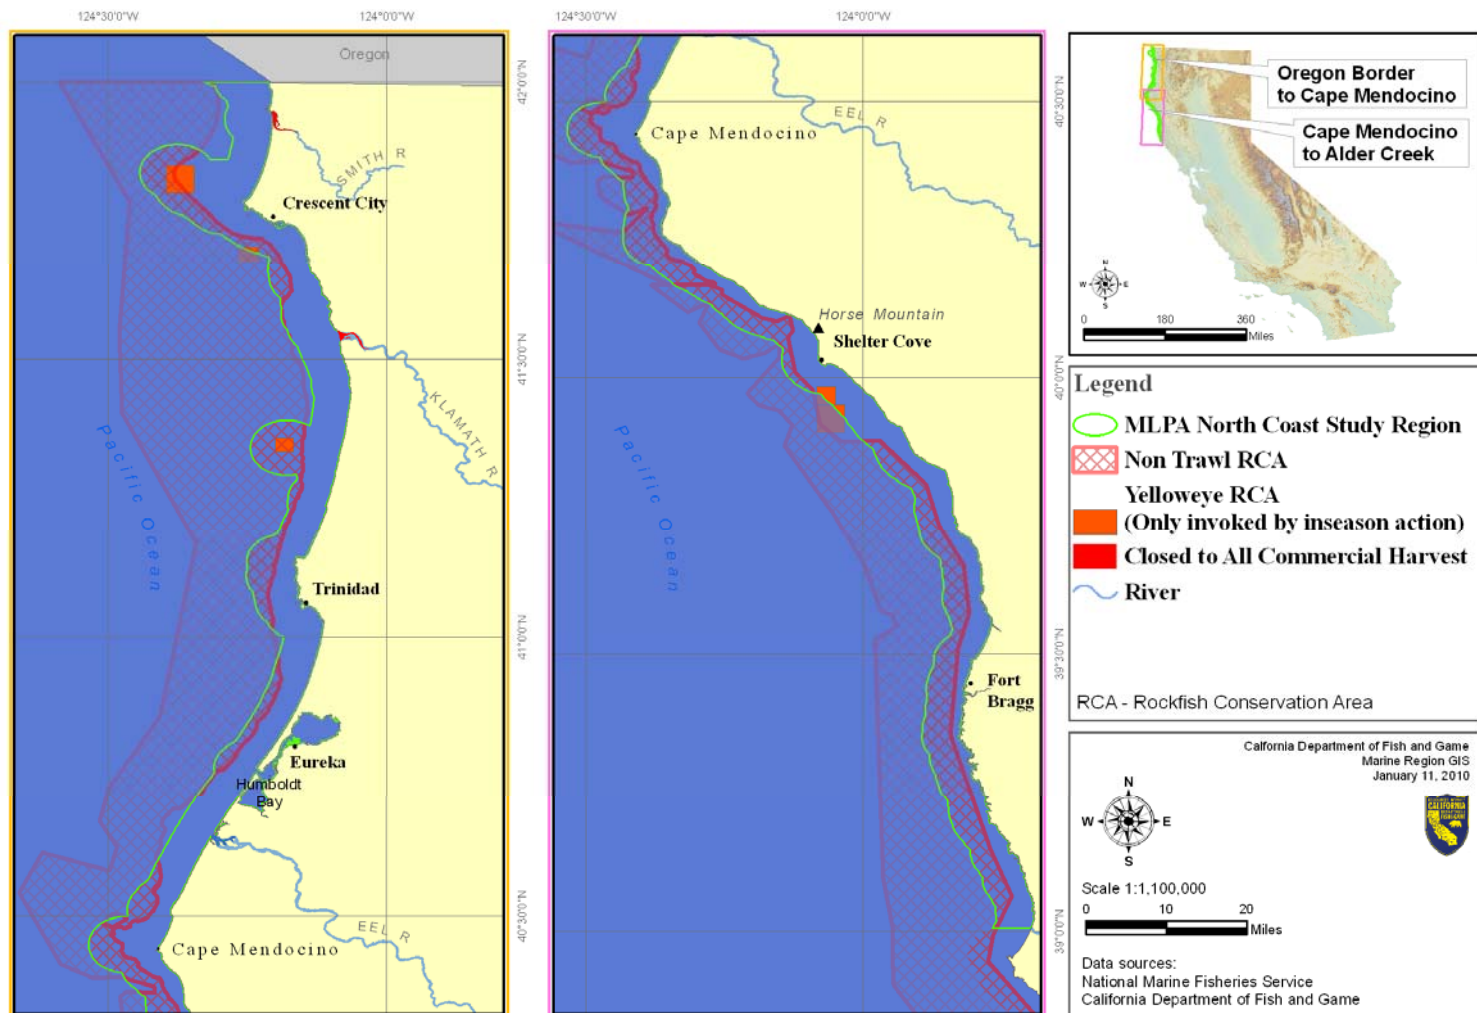 124°30'0"W
124°0'0"W
124°30'0"W
124°0'0"W
Oregon
42°0'0"N
SMITH R
Crescent City
41°30'0"N
KLAMATH R
Pacific Ocean
Trinidad
41°0'0"N
Eureka
Humboldt
Bay
40°30'0"N
EEL R
Cape Mendocino
EEL R
40°30'0"N
Cape Mendocino
Horse Mountain
Shelter Cove
40°0'0"N
Pacific Ocean
39°30'0"N
Fort
Bragg
39°0'0"N
Oregon Border
to Cape Mendocino
Cape Mendocino
to Alder Creek
N
W
E
S
0
180
360
Miles
Legend
MLPA North Coast Study Region
Non Trawl RCA
Yelloweye RCA
(Only invoked by inseason action)
Closed to All Commercial Harvest
River
RCA - Rockfish Conservation Area
Calfornia Department of Fish and Game
Marine Region GIS
January 11, 2010
N
W
E
S
CALIFORNIA
FISH & GAME
Scale 1:1,100,000
0
10
20
Miles
Data sources:
National Marine Fisheries Service
California Department of Fish and Game